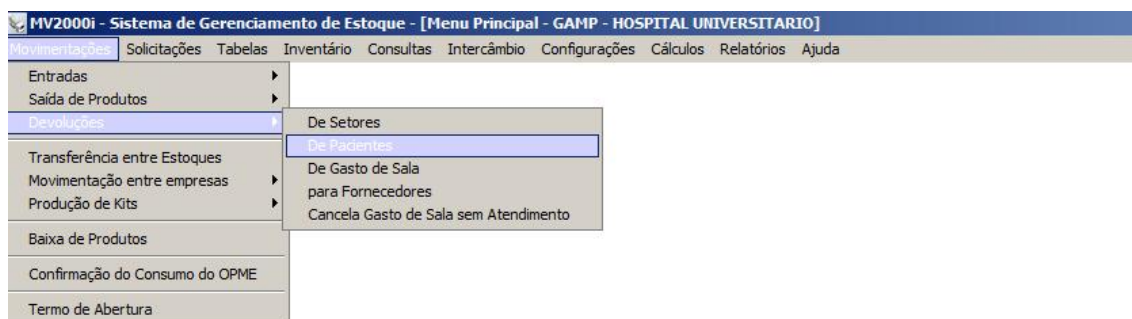 MV2000i - Sistema de Gerenciamento de Estoque - [Menu Principal - GAMP - HOSPITAL UNIVERSITARIO]
Movimentações Solicitações Tabelas Inventário Consultas Intercâmbio Configurações Cálculos Relatórios Ajuda
Entradas
Saída de Produtos
Devoluções
De Setores
De Pacientes
De Gasto de Sala
para Fornecedores
Cancela Gasto de Sala sem Atendimento
Transferência entre Estoques
Movimentação entre empresas
Produção de Kits
Baixa de Produtos
Confirmação do Consumo do OPME
Termo de Abertura